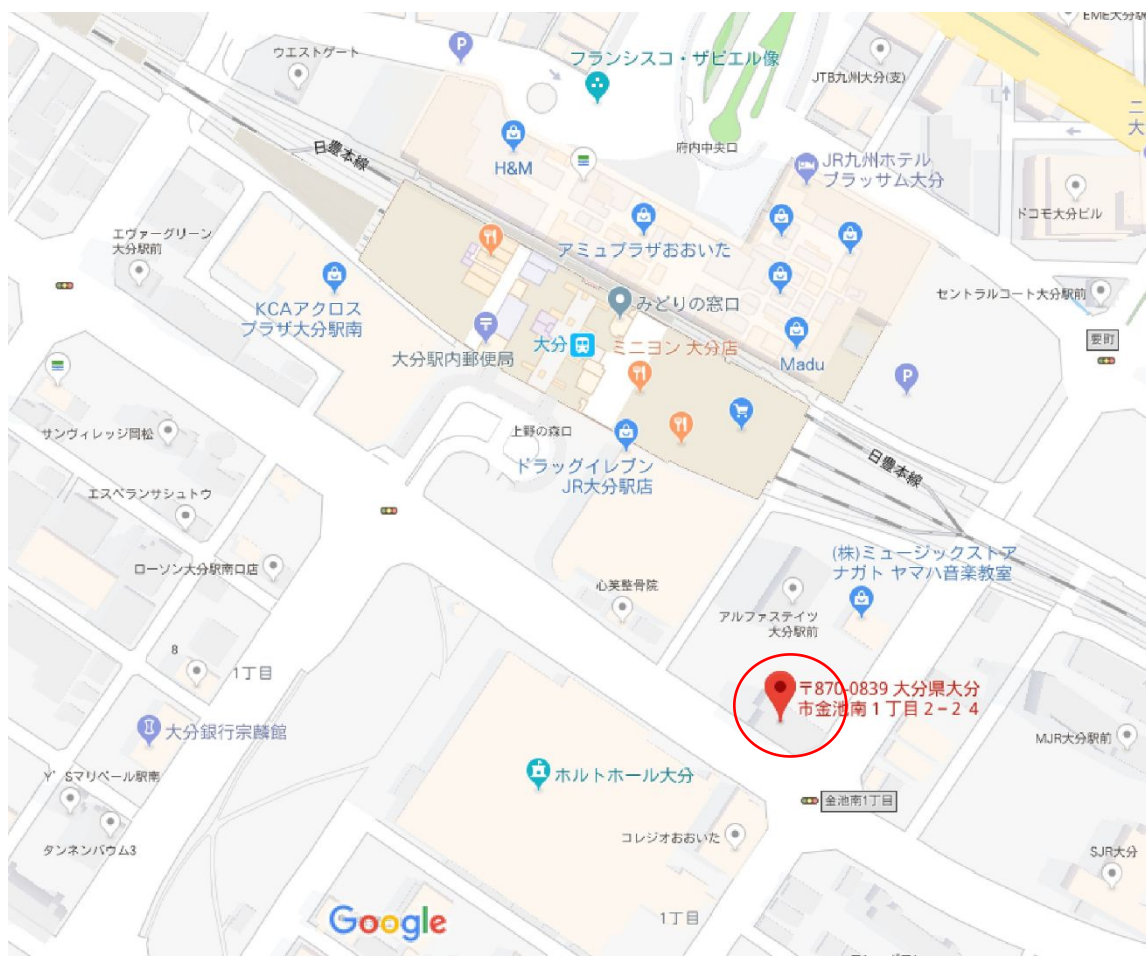 EME大分駅
ウエストゲート
フランシスコ・ザビエル像
JTB九州大分(支)
二
大
日豊本線
H&M
府内中央口
JR九州ホテル
ブラッサム大分
ドコモ大分ビル
エヴァーグリーン
大分駅前
アミュプラザおおいた
KCAアクロス
プラザ大分駅南
みどりの窓口
セントラルコート大分駅前
大分駅内郵便局
大分
ミニヨン 大分店
Madu
要町
サンヴィレッジ岡松
上野の森口
ドラッグイレブン
JR大分駅店
日豊本線
エスペランサシュトウ
ローソン大分駅南口店
(株)ミュージックストア
ナガト ヤマハ音楽教室
心笑整骨院
アルファステイツ
大分駅前
8
1丁目
〒870-0839 大分県大分
市金池南1丁目2-24
大分銀行宗麟館
MJR大分駅前
Y'Sマリベール駅南
ホルトホール大分
金池南1丁目
コレジオおおいた
タンネンバウム3
SJR大分
Google
1丁目